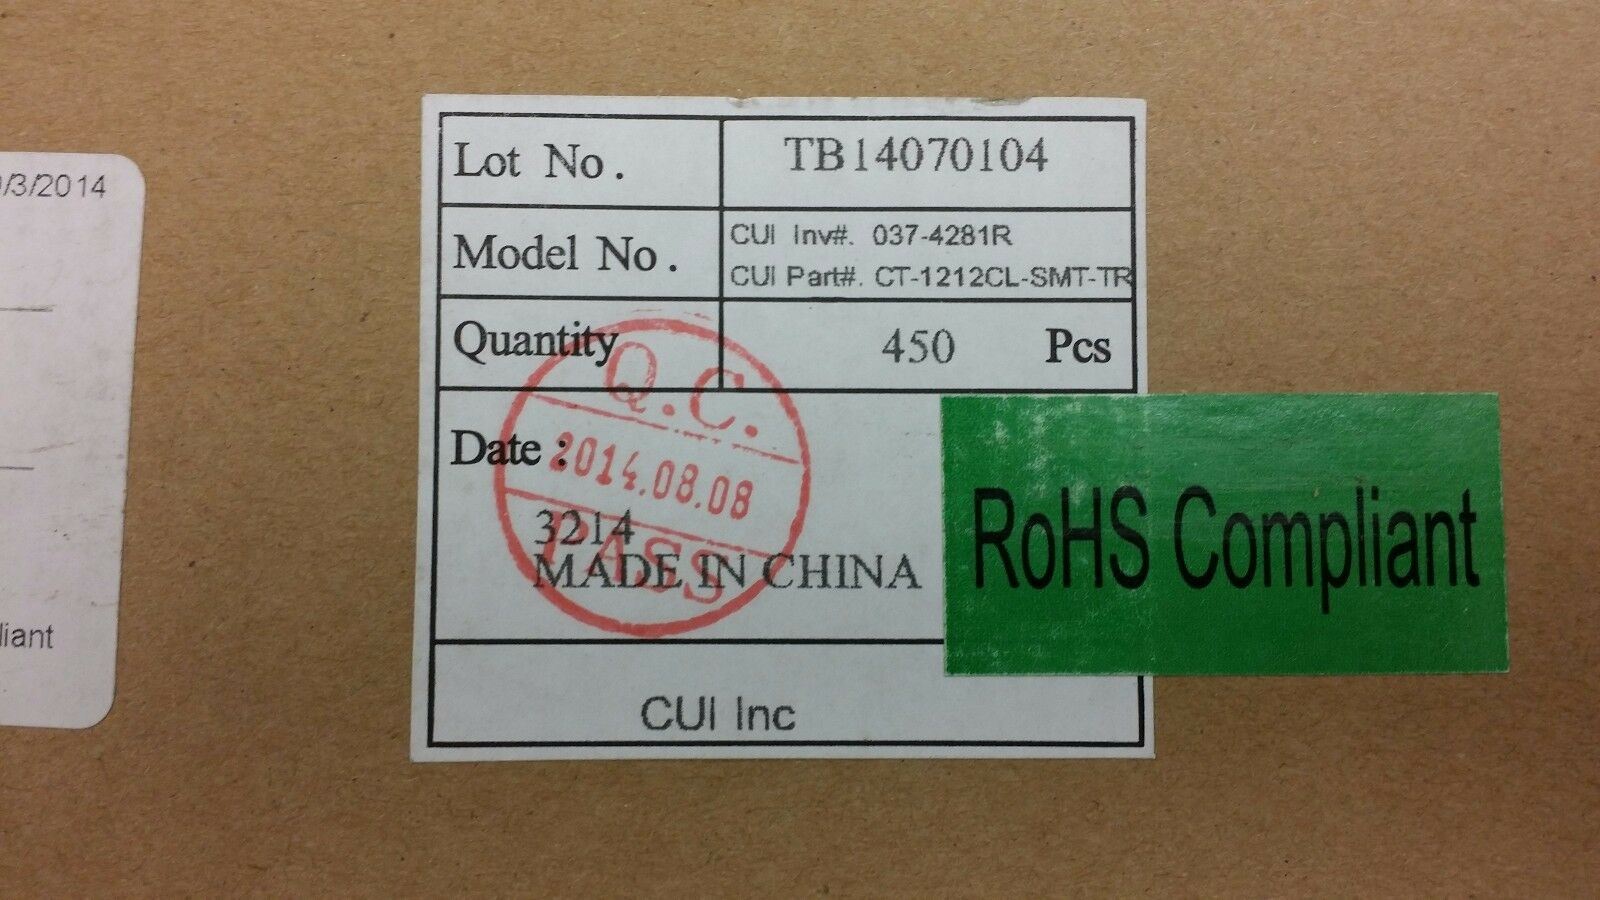 /3/2014
liant
Lot No. TB14070104
Model No. CUI Inv#. 037-4281R
CUI Part#. CT-1212CL-SMT-TR
Quantity 450 Pcs
Date:
3214
MADE IN CHINA
Q.C.
2014.08.08
PASS
RoHS Compliant
CUI Inc